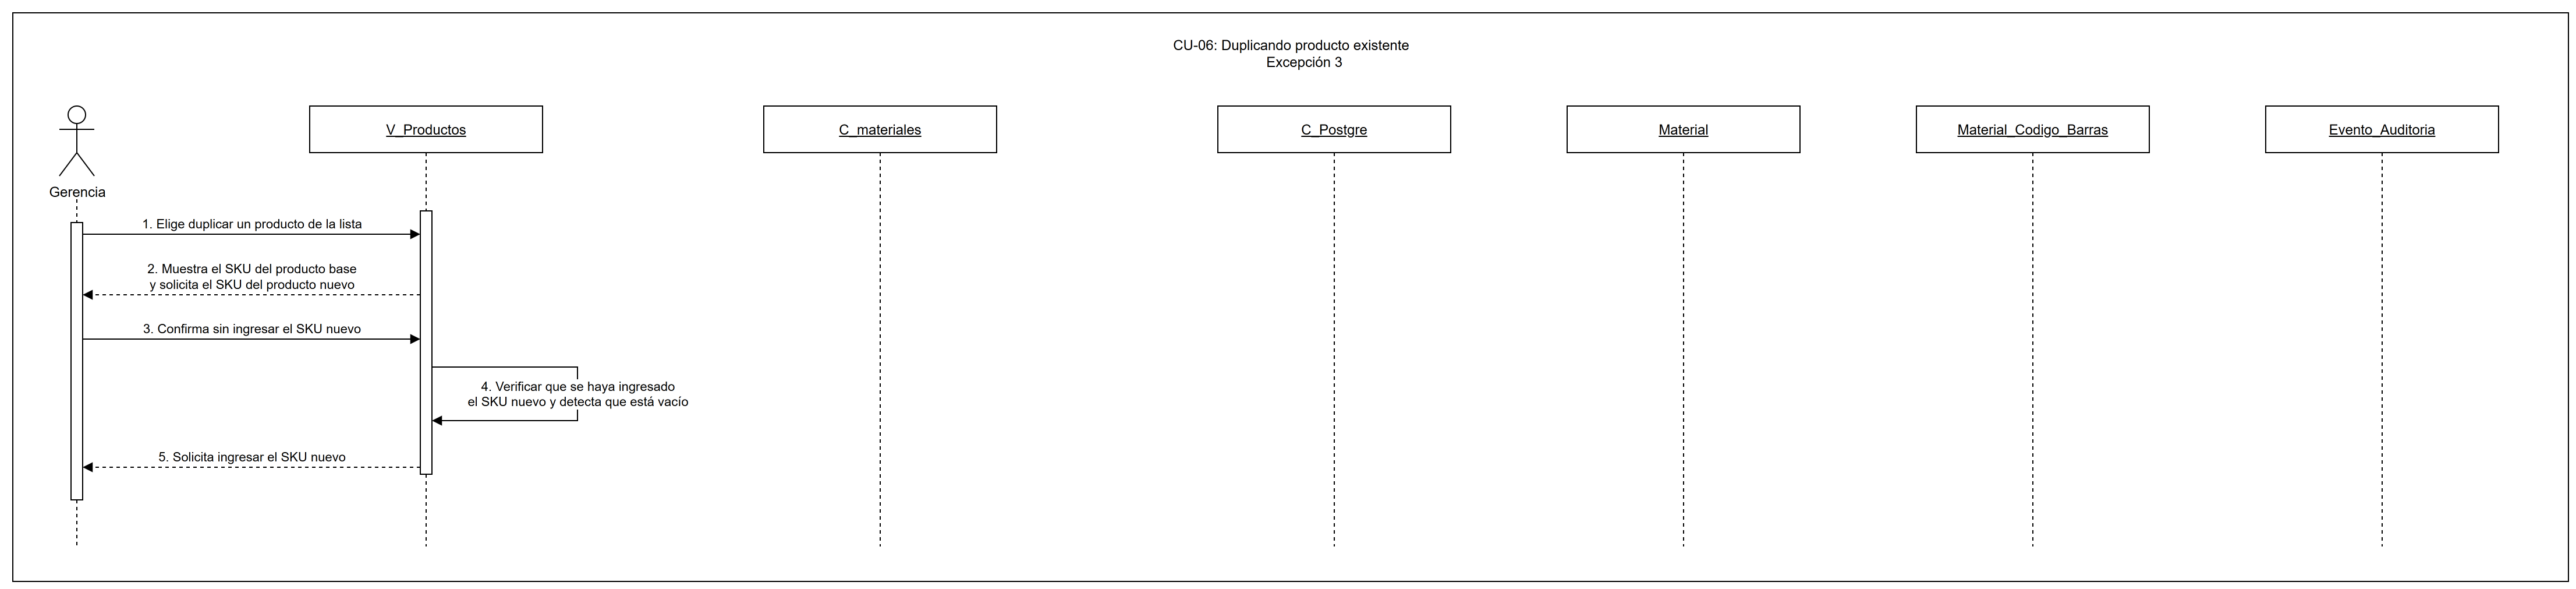 CU-06: Duplicando producto existente
Excepción 3
Gerencia
V_Productos
C_materiales
C_Postgre
Material
Material_Codigo_Barras
Evento_Auditoria
1. Elige duplicar un producto de la lista
2. Muestra el SKU del producto base
y solicita el SKU del producto nuevo
3. Confirma sin ingresar el SKU nuevo
4. Verificar que se haya ingresado
el SKU nuevo y detecta que está vacío
5. Solicita ingresar el SKU nuevo